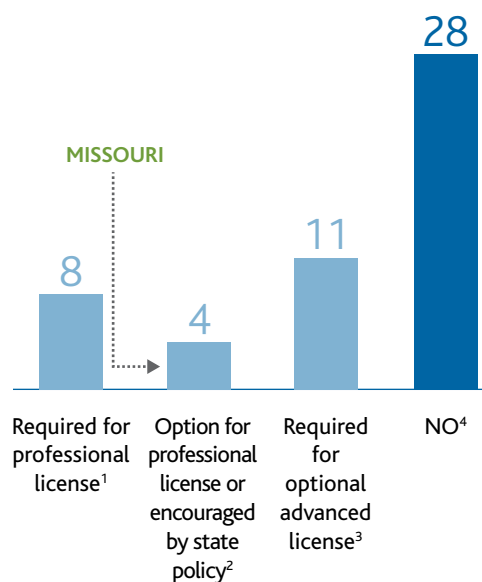 28
MISSOURI
11
8
4
Required for
professional
license1
Option for
professional
license or
encouraged
by state
policy2
Required
for
optional
advanced
license3
NO4